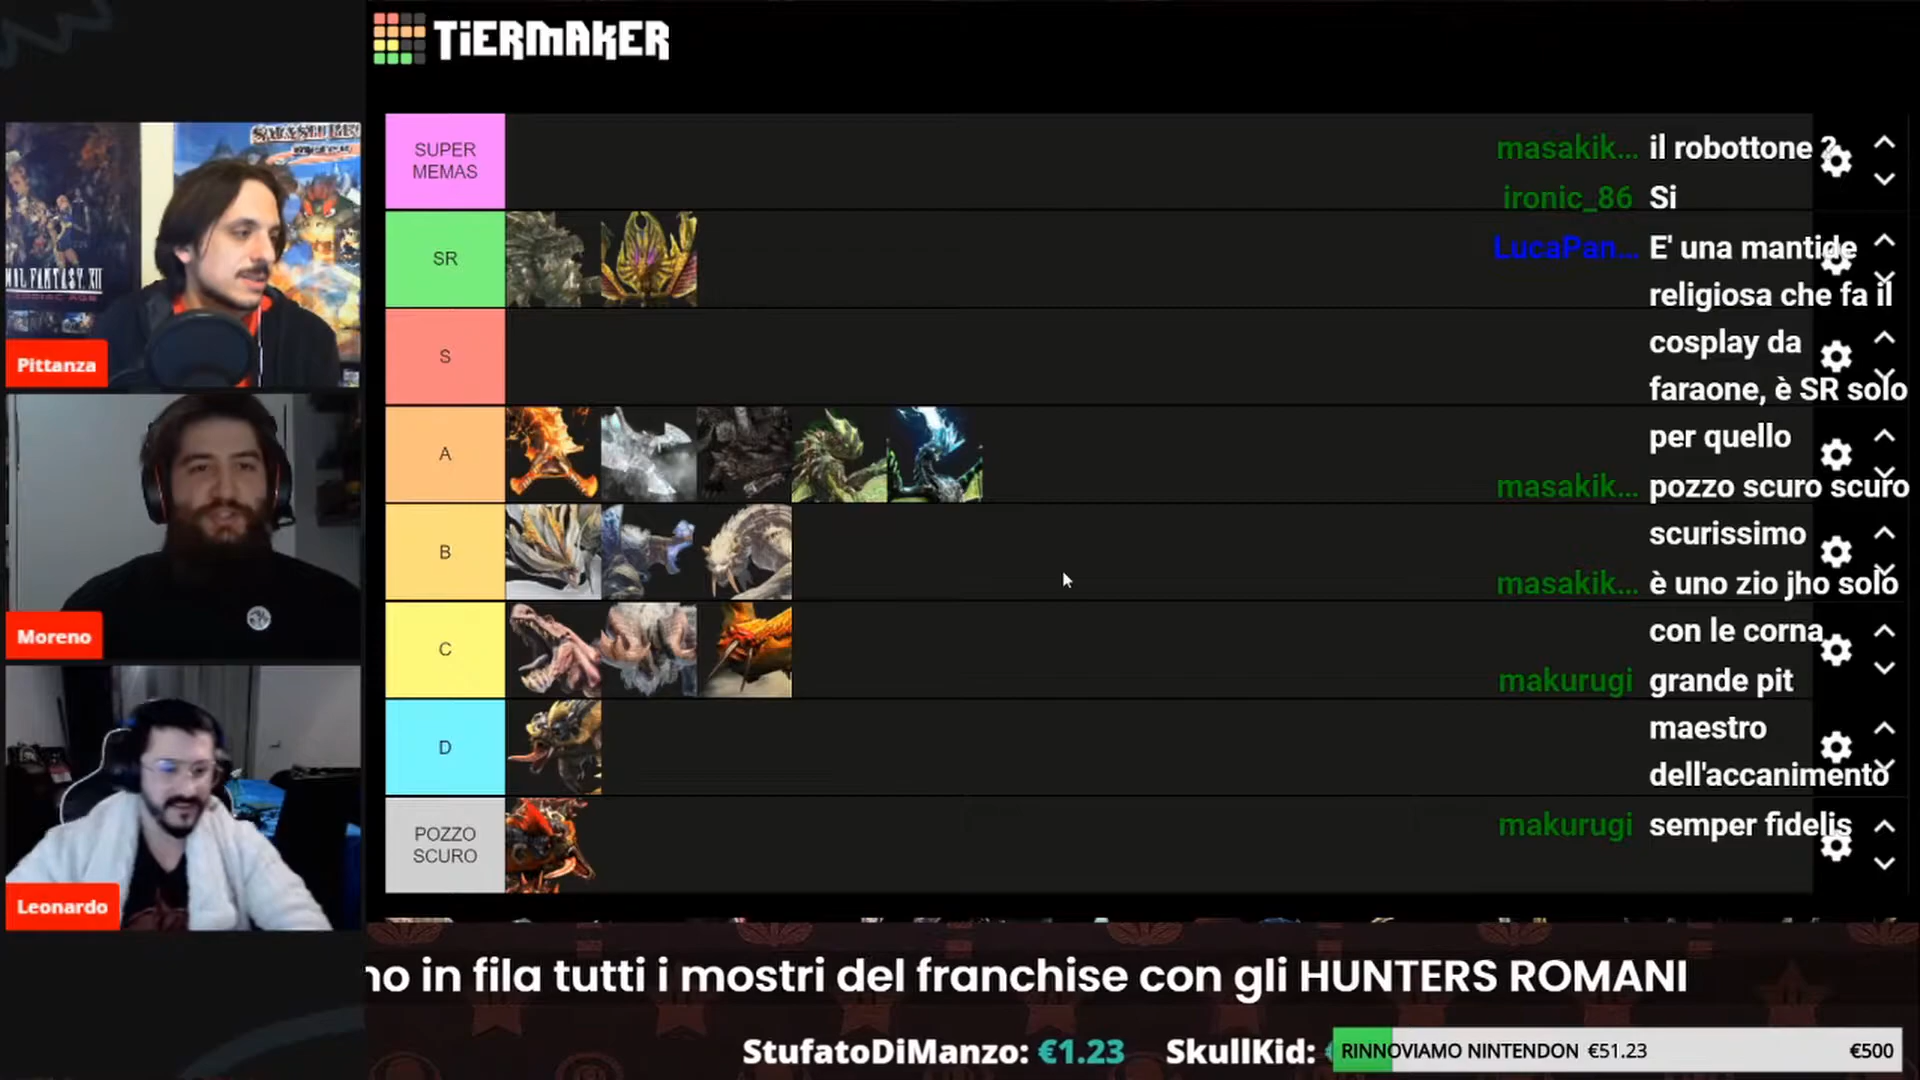 TiERMAKER
SUPER
MEMAS
SR
S
A
B
C
D
POZZO
SCURO
masakik... il robottone ?
ironic_86 Si
LucaPan... E' una mantide
religiosa che fa il
cosplay da
faraone, è SR solo
per quello
masakik... pozzo scuro scuro
scurissimo
masakik... è uno zio jho solo
con le corna
makurugi grande pit
maestro
dell'accanimento
makurugi semper fidelis
Pittanza
Moreno
Leonardo
no in fila tutti i mostri del franchise con gli HUNTERS ROMANI
StufatoDiManzo: €1.23 SkullKid:
RINNOVIAMO NINTENDON €51.23 €500